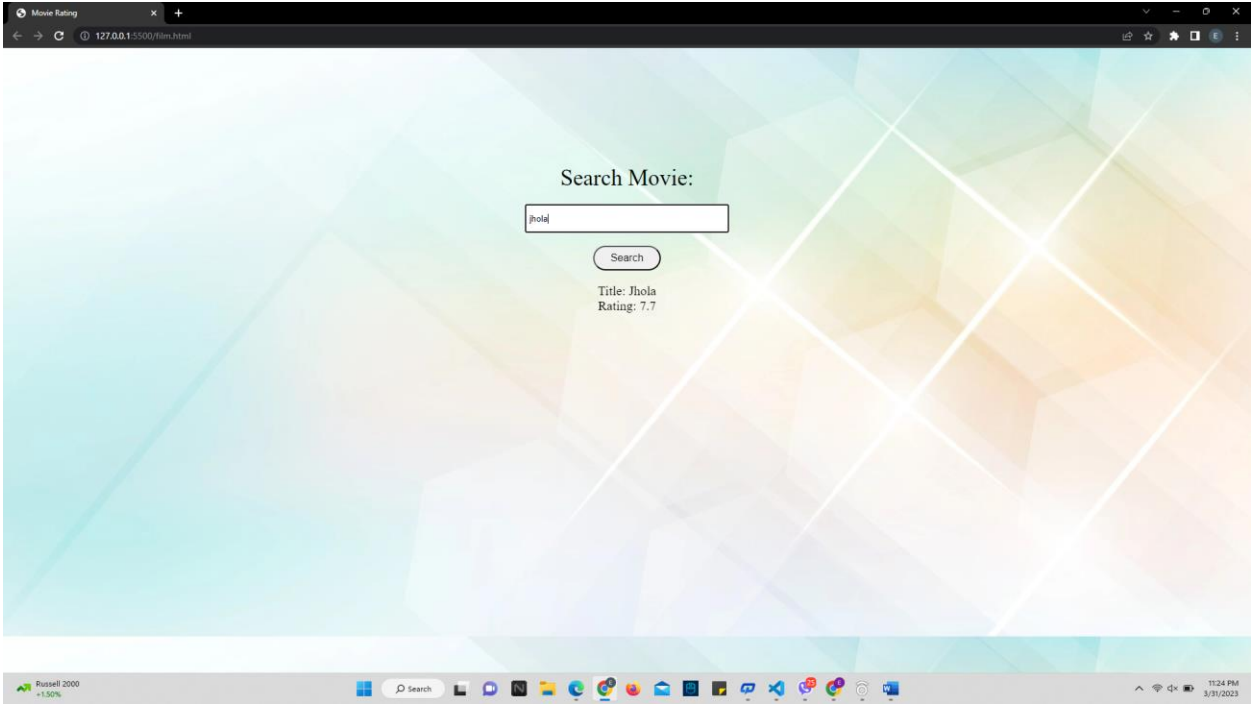 Movie Rating
127.0.0.1:5500/film.html
E
Search Movie:
jhola
Search
Title: Jhola
Rating: 7.7
Russell 2000
+1.50%
Search
25
11:24 PM
3/31/2023